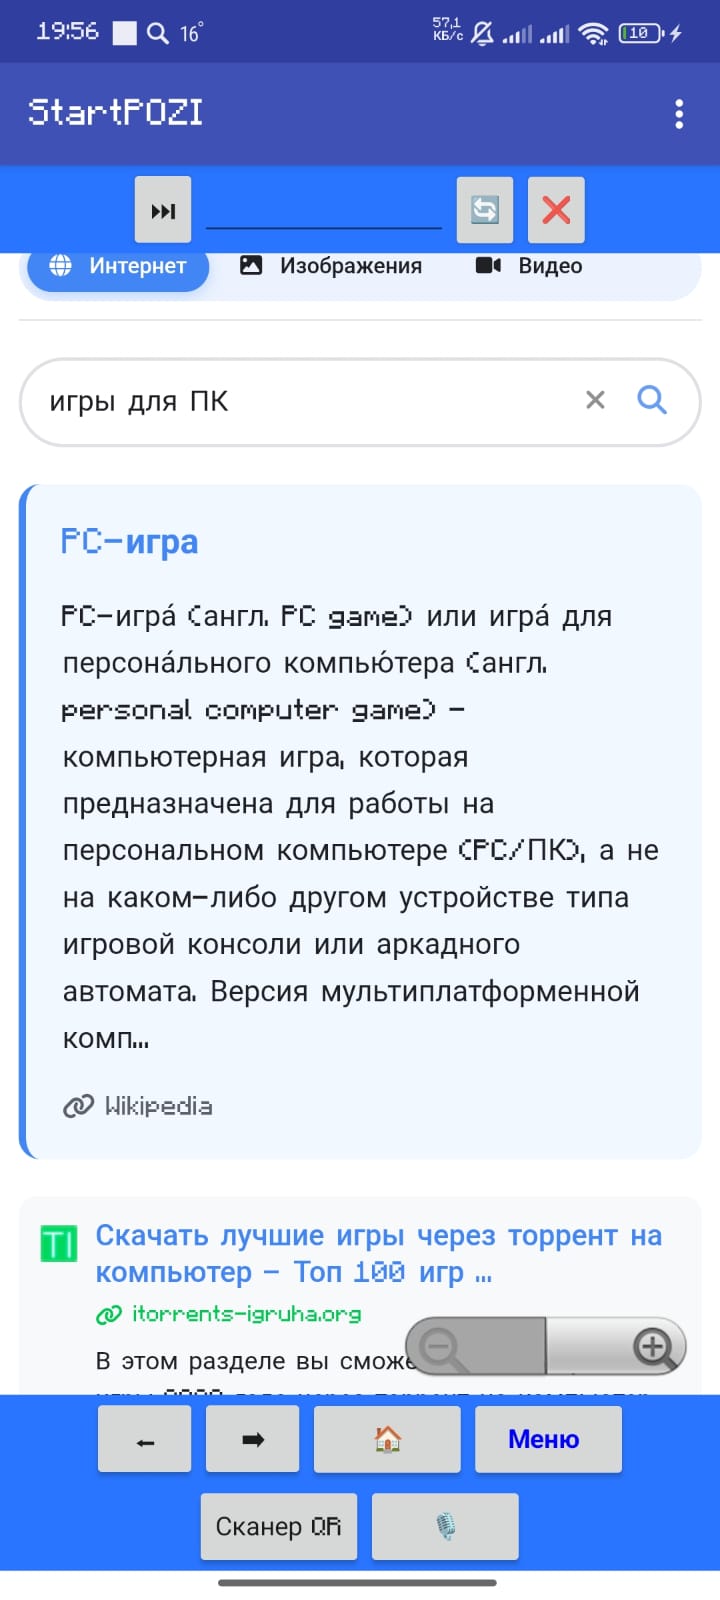 19:56 16° 57,1 КБ/с 10
StartPOZI
Интернет Изображения Видео
игры для ПК
PC-игра
PC-игра́ (англ. PC game) или игра́ для
персона́льного компью́тера (англ.
personal computer game) –
компьютерная игра, которая
предназначена для работы на
персональном компьютере (PC/ПК), а не
на каком-либо другом устройстве типа
игровой консоли или аркадного
автомата. Версия мультиплатформенной
комп...
Wikipedia
TI
Скачать лучшие игры через торрент на
компьютер – Топ 100 игр ...
itorrents-igruha.org
В этом разделе вы
Меню
Сканер QR